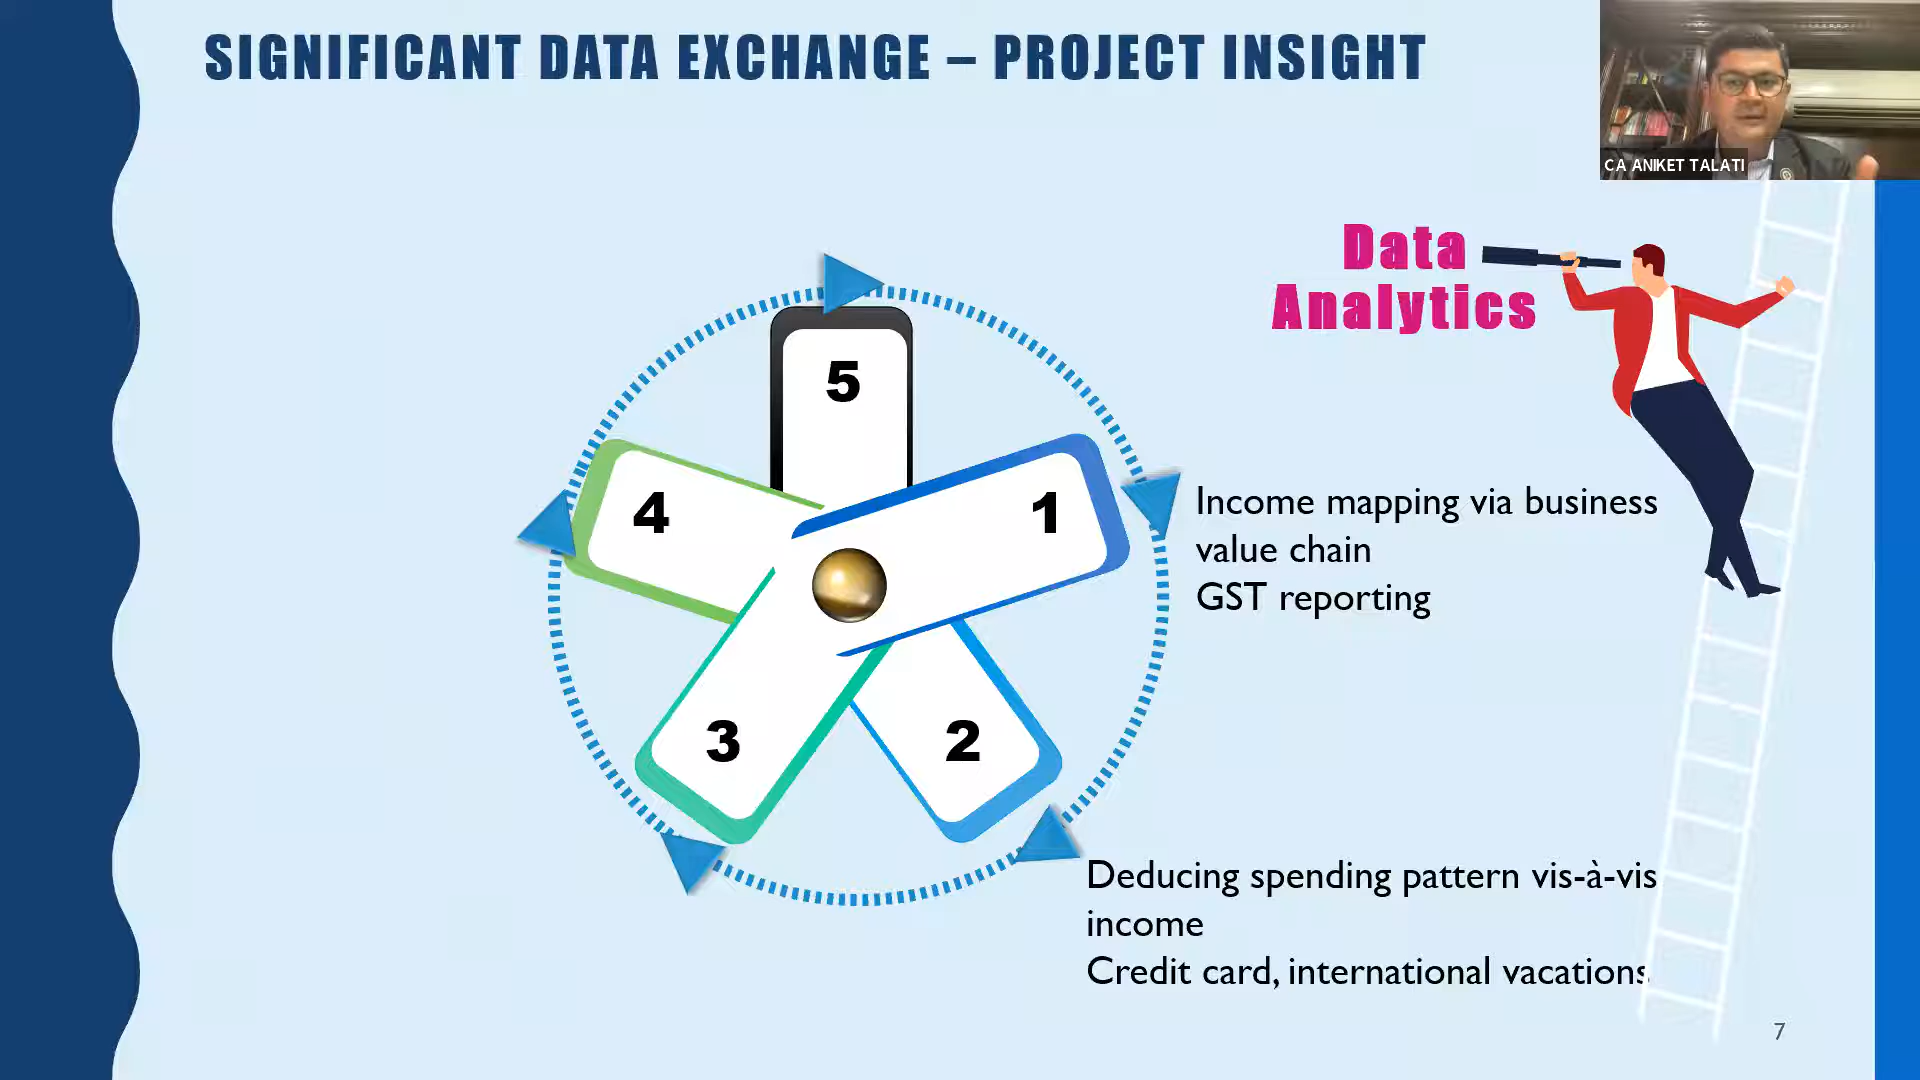 SIGNIFICANT DATA EXCHANGE – PROJECT INSIGHT
CA ANIKET TALATI
Data
Analytics
5
4
1
3
2
Income mapping via business
value chain
GST reporting
Deducing spending pattern vis-à-vis
income
Credit card, international vacations
7